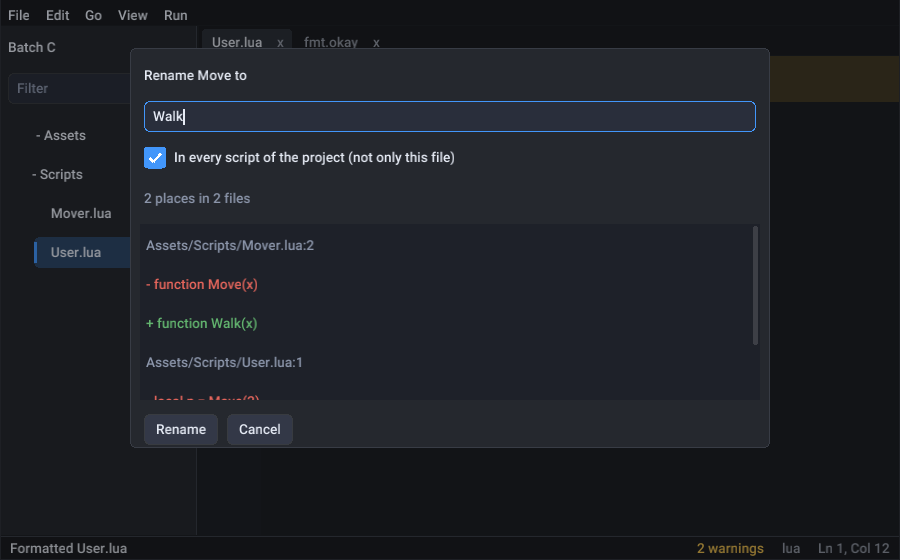 File Edit Go View Run
Batch C
User.lua x fmt.okay x
Rename Move to
Filter
Walk
- Assets
In every script of the project (not only this file)
- Scripts
2 places in 2 files
Mover.lua
User.lua
Assets/Scripts/Mover.lua:2
- function Move(x)
+ function Walk(x)
Assets/Scripts/User.lua:1
Rename Cancel
Formatted User.lua 2 warnings lua Ln 1, Col 12